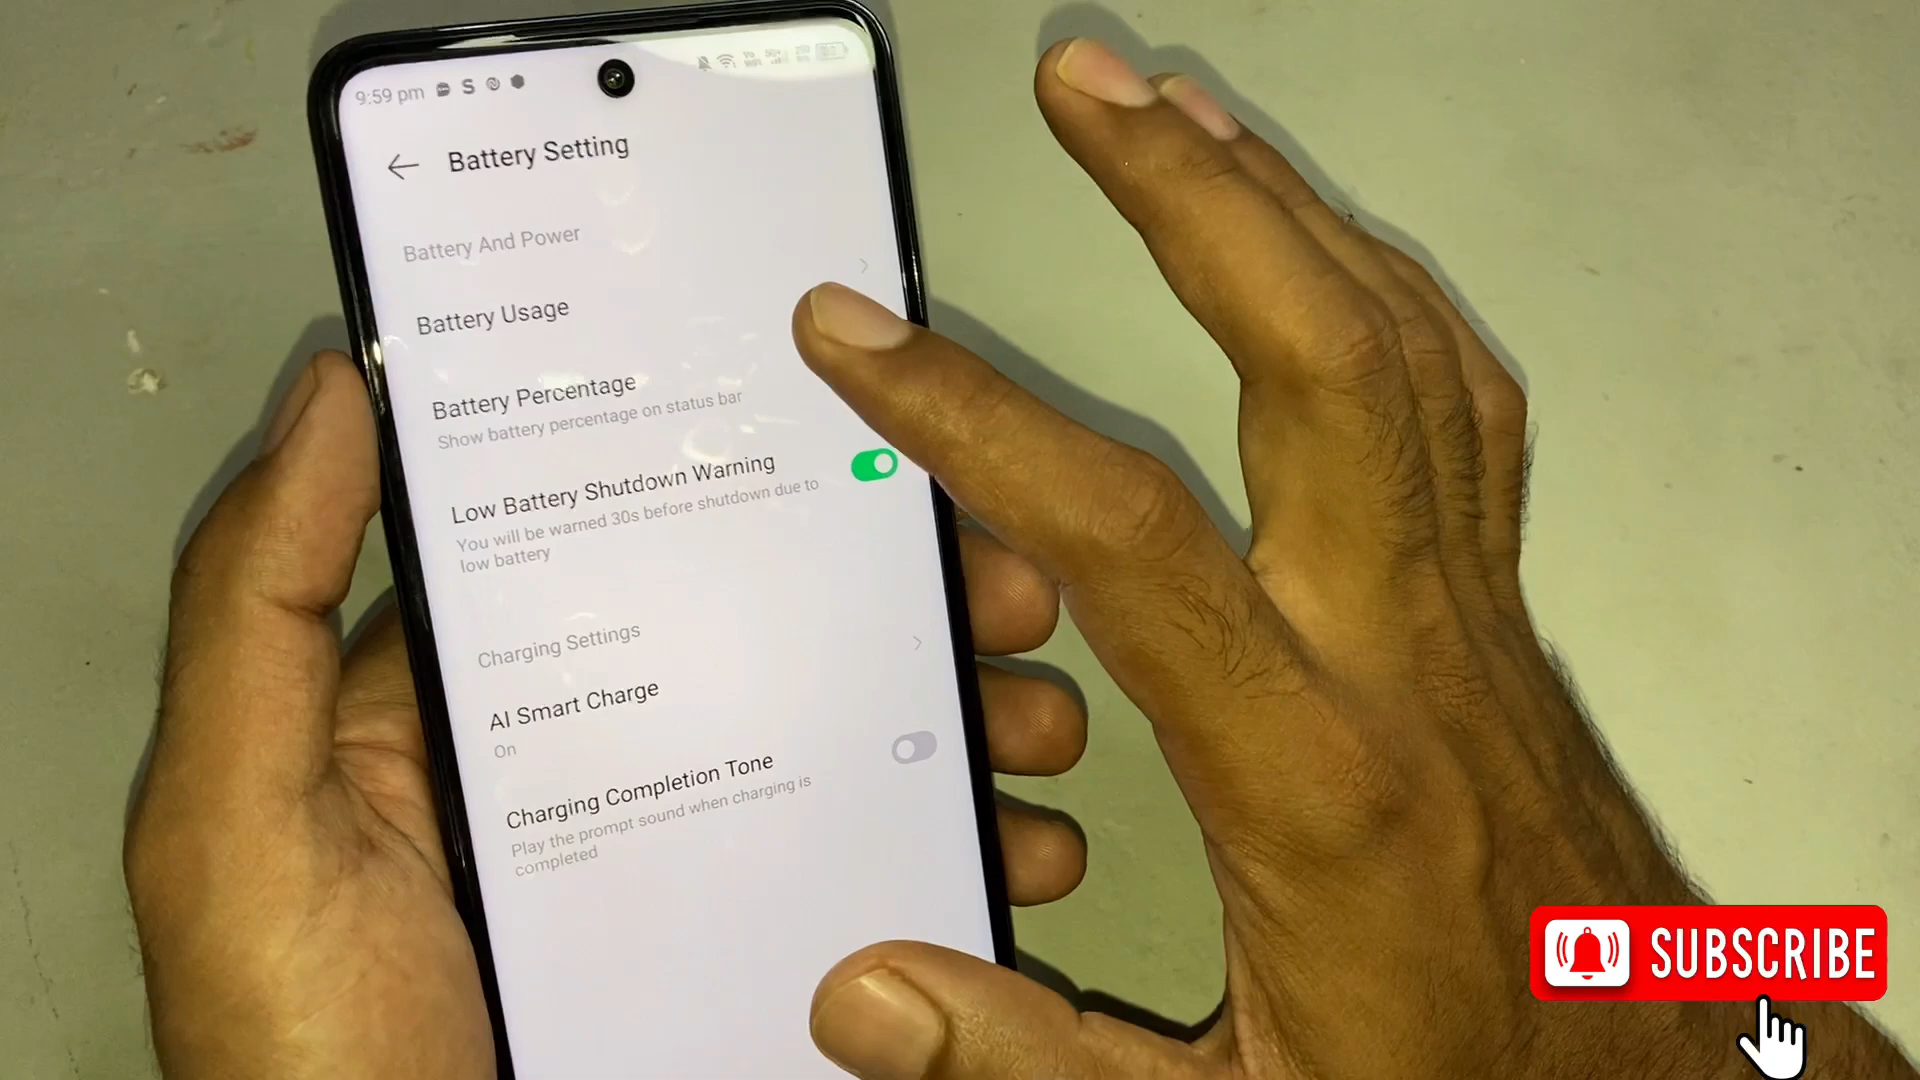 9:59 pm
Battery Setting
Battery And Power
Battery Usage
Battery Percentage
Show battery percentage on status bar
Low Battery Shutdown Warning
You will be warned 30s before shutdown due to
low battery
Charging Settings
AI Smart Charge
On
Charging Completion Tone
Play the prompt sound when charging is
completed
SUBSCRIBE